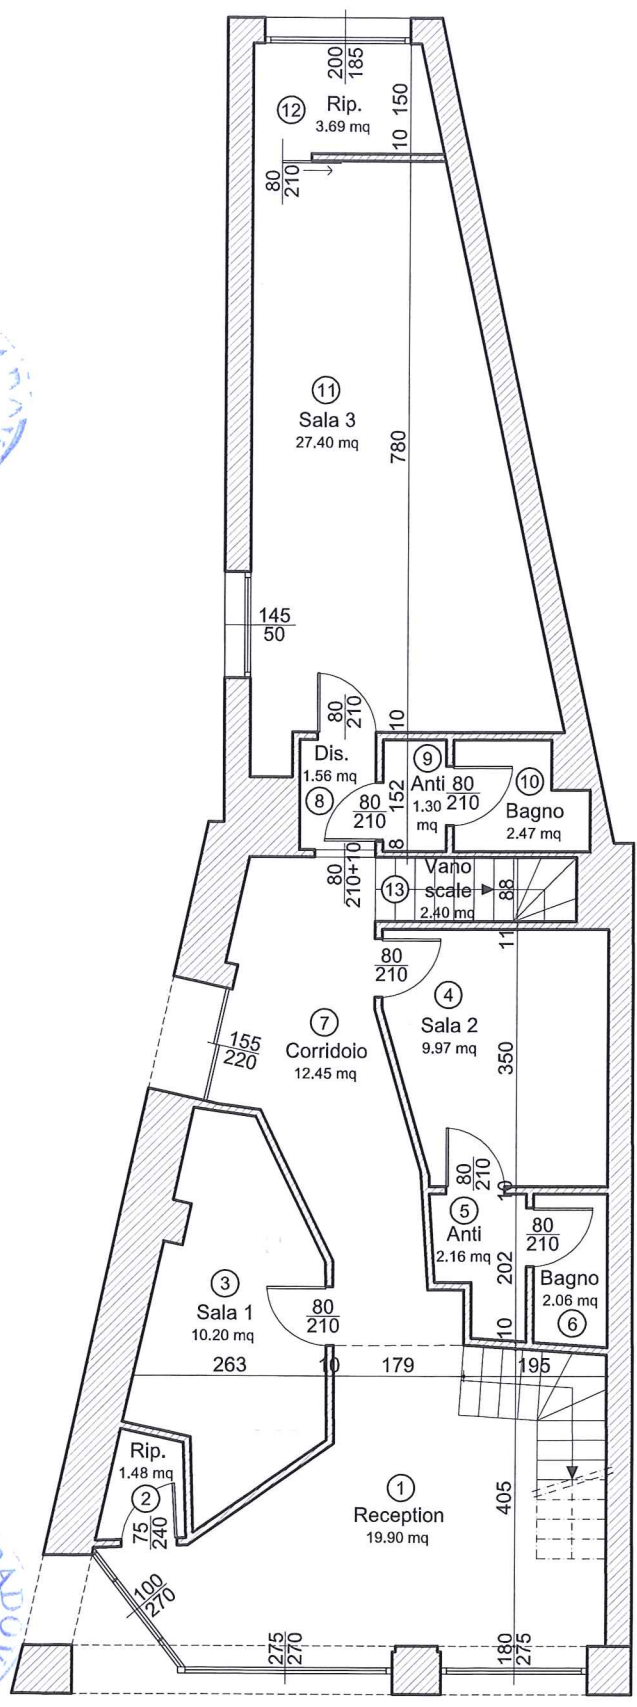 200
185
12
Rip.
3.69 mq
150
10
80
210
11
Sala 3
27.40 mq
780
145
50
80
210
10
Dis.
1.56 mq
8
9
Anti
1.30
mq
152
80
210
80
210
10
Bagno
2.47 mq
8
80
210+10
13
Vano
scale
2.40 mq
88
11
80
210
4
Sala 2
9.97 mq
7
Corridoio
12.45 mq
155
220
350
80
210
10
5
Anti
2.16 mq
80
210
202
Bagno
2.06 mq
6
3
Sala 1
10.20 mq
80
210
10
263
10
179
195
Rip.
1.48 mq
2
75
240
1
Reception
19.90 mq
405
100
270
275
270
180
275